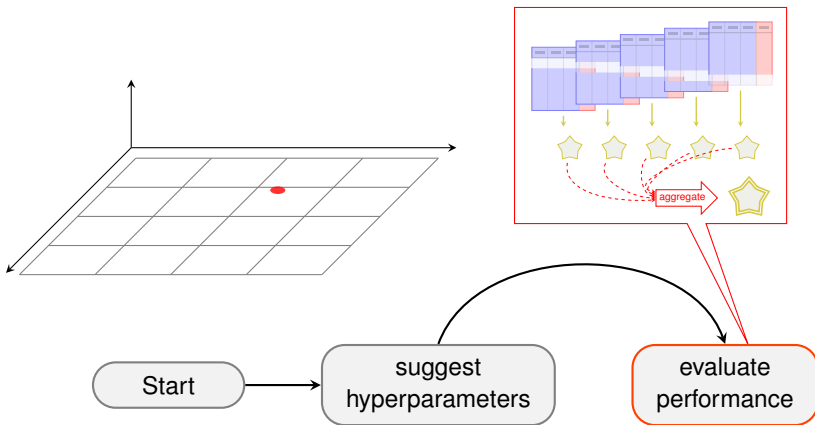 aggregate
Start
suggest
hyperparameters
evaluate
performance